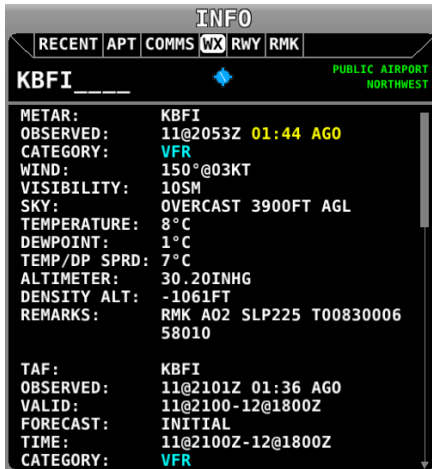 INFO
RECENT APT COMMS WX RWY RMK
KBFI____
PUBLIC AIRPORT
NORTHWEST
METAR: KBFI
OBSERVED: 11@2053Z 01:44 AGO
CATEGORY: VFR
WIND: 150°@03KT
VISIBILITY: 10SM
SKY: OVERCAST 3900FT AGL
TEMPERATURE: 8°C
DEWPOINT: 1°C
TEMP/DP SPRD: 7°C
ALTIMETER: 30.20INHG
DENSITY ALT: -1061FT
REMARKS: RMK AO2 SLP225 T00830006
58010
TAF: KBFI
OBSERVED: 11@2101Z 01:36 AGO
VALID: 11@2100-12@1800Z
FORECAST: INITIAL
TIME: 11@2100Z-12@1800Z
CATEGORY: VFR